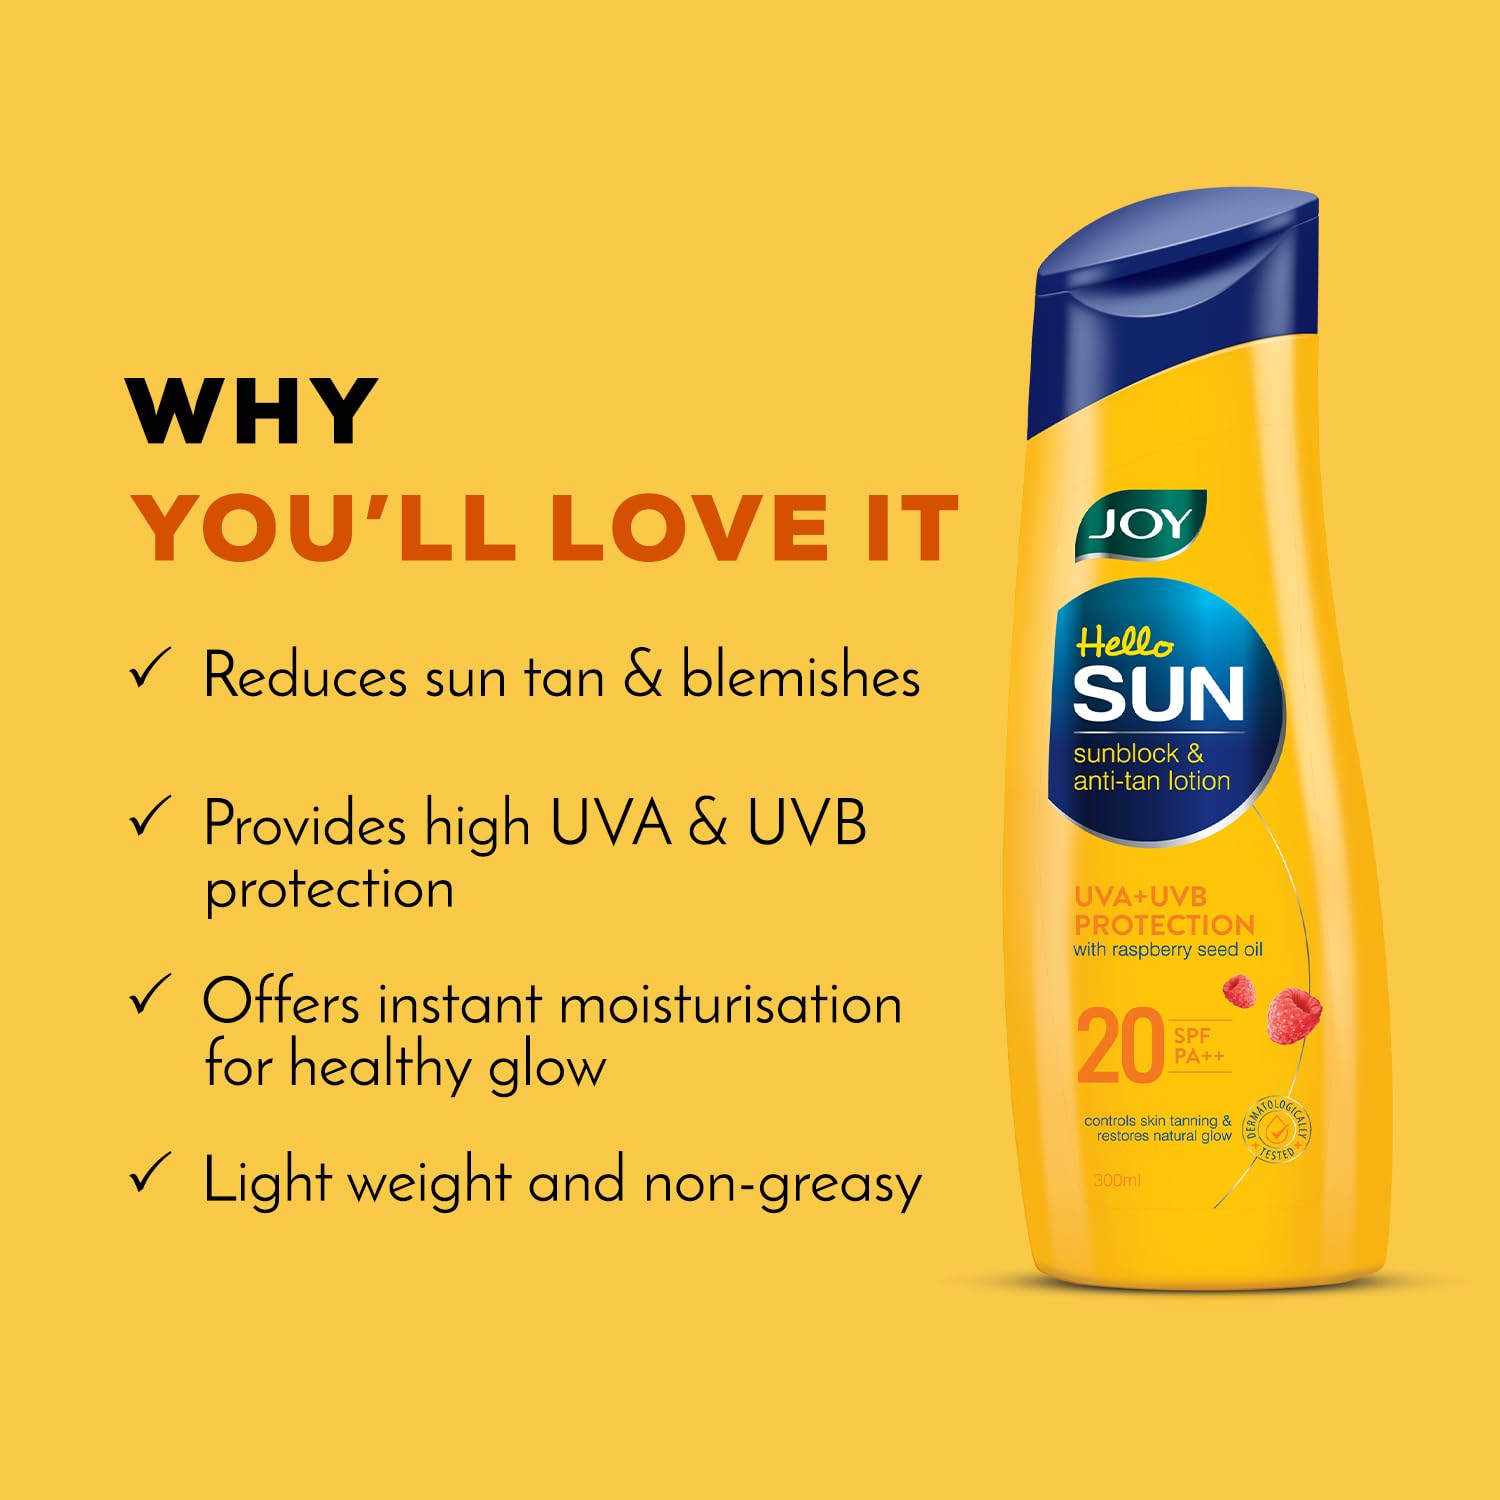 WHY
YOU'LL LOVE IT
✓ Reduces sun tan & blemishes
✓ Provides high UVA & UVB
protection
✓ Offers instant moisturisation
for healthy glow
✓ Light weight and non-greasy
JOY
Hello
SUN
sunblock &
anti-tan lotion
UVA+UVB
PROTECTION
with raspberry seed oil
20
SPF
PA++
controls skin tanning &
restores natural glow
DERMATOLOGICALLY
TESTED
300ml